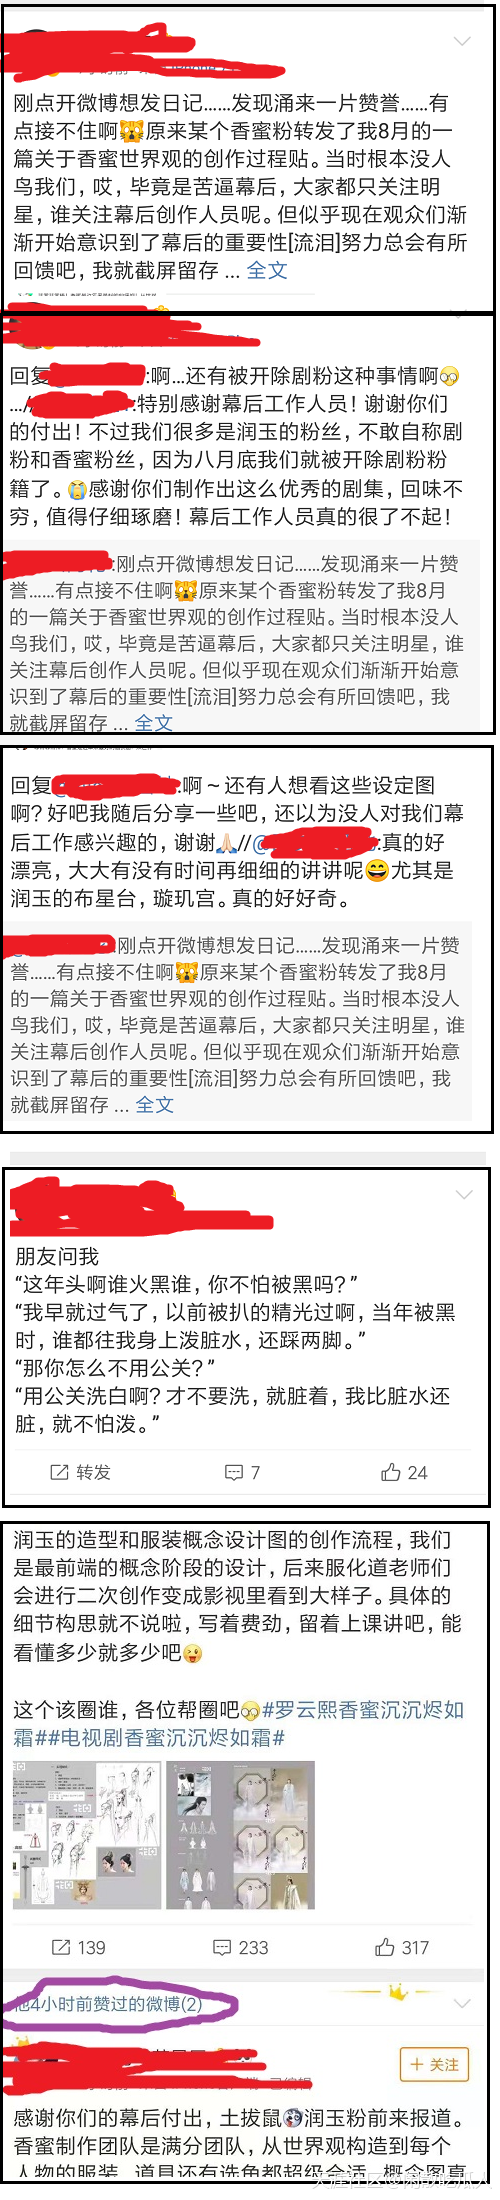 刚点开微博想发日记......发现涌来一片赞誉......有
点接不住啊🙀原来某个香蜜粉转发了我8月的一
篇关于香蜜世界观的创作过程贴。当时根本没人
鸟我们，哎，毕竟是苦逼幕后，大家都只关注明
星，谁关注幕后创作人员呢。但似乎现在观众们渐
渐开始意识到了幕后的重要性[流泪]努力总会有所
回馈吧，我就截屏留存 ... 全文
回复 :啊...还有被开除剧粉这种事情啊
...// :特别感谢幕后工作人员！谢谢你们
的付出！不过我们很多是润玉的粉丝，不敢自称剧
粉和香蜜粉丝，因为八月底我们就被开除剧粉粉
籍了。😭感谢你们制作出这么优秀的剧集，回味不
穷，值得仔细琢磨！幕后工作人员真的很了不起！
:刚点开微博想发日记......发现涌来一片赞
誉......有点接不住啊🙀原来某个香蜜粉转发了我8月
的一篇关于香蜜世界观的创作过程贴。当时根本没人
鸟我们，哎，毕竟是苦逼幕后，大家都只关注明星，谁
关注幕后创作人员呢。但似乎现在观众们渐渐开始意
识到了幕后的重要性[流泪]努力总会有所回馈吧，我
就截屏留存 ... 全文
回复 :啊～还有人想看这些设定图
啊？好吧我随后分享一些吧，还以为没人对我们幕
后工作感兴趣的，谢谢🙏//@ :真的好
漂亮，大大有没有时间再细细的讲讲呢😄尤其是
润玉的布星台，璇玑宫。真的好好奇。
刚点开微博想发日记......发现涌来一片赞
誉......有点接不住啊🙀原来某个香蜜粉转发了我8月
的一篇关于香蜜世界观的创作过程贴。当时根本没人
鸟我们，哎，毕竟是苦逼幕后，大家都只关注明星，谁
关注幕后创作人员呢。但似乎现在观众们渐渐开始意
识到了幕后的重要性[流泪]努力总会有所回馈吧，我
就截屏留存 ... 全文
朋友问我
“这年头啊谁火黑谁，你不怕被黑吗？”
“我早就过气了，以前被扒的精光过啊，当年被黑
时，谁都往我身上泼脏水，还踩两脚。”
“那你怎么不用公关？”
“用公关洗白啊？才不要洗，就脏着，我比脏水还
脏，就不怕泼。”
转发 7 24
润玉的造型和服装概念设计图的创作流程，我们
是最前端的概念阶段的设计，后来服化道老师们
会进行二次创作变成影视里看到大样子。具体的
细节构思就不说啦，写着费劲，留着上课讲吧，能
看懂多少就多少吧😜
这个该圈谁，各位帮圈吧 #罗云熙香蜜沉沉烬如
霜##电视剧香蜜沉沉烬如霜#
139 233 317
他4小时前赞过的微博(2)
+ 关注
感谢你们的幕后付出，土拔鼠 润玉粉前来报道。
香蜜制作团队是满分团队，从世界观构造到每个
人物的服装、道具还有选角都超级合适。概念图真